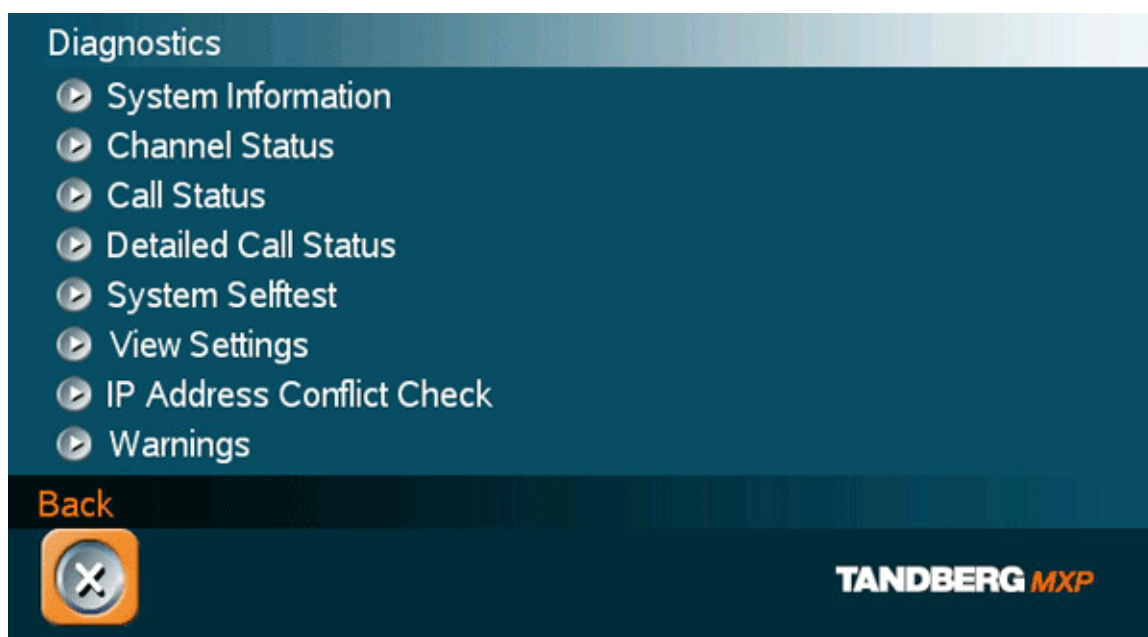 Diagnostics
System Information
Channel Status
Call Status
Detailed Call Status
System Selftest
View Settings
IP Address Conflict Check
Warnings
Back
TANDBERG MXP